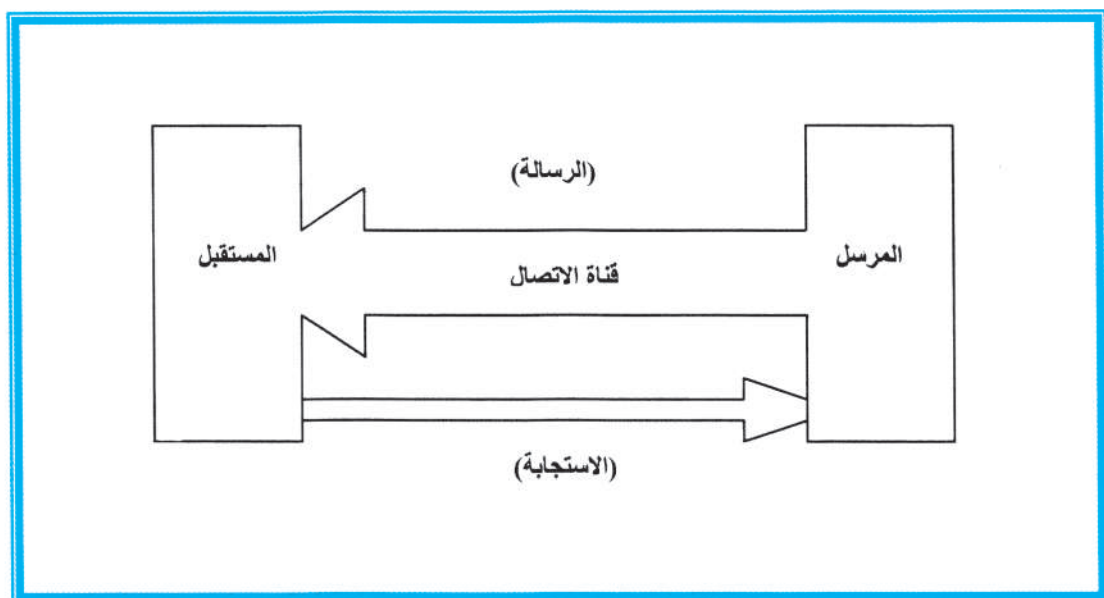 (الرسالة)
المرسل
قناة الاتصال
المستقبل
(الاستجابة)